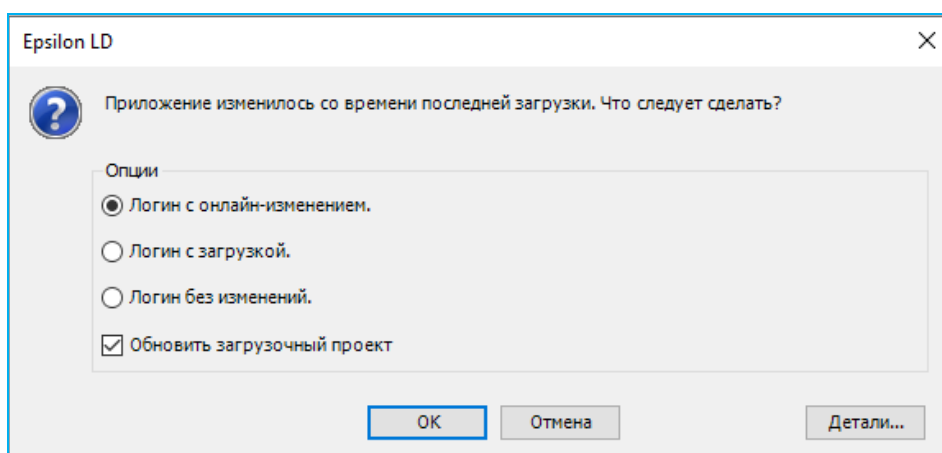 Epsilon LD
Приложение изменилось со времени последней загрузки. Что следует сделать?
Опции
Логин с онлайн-изменением.
Логин с загрузкой.
Логин без изменений.
Обновить загрузочный проект
ОК Отмена Детали...